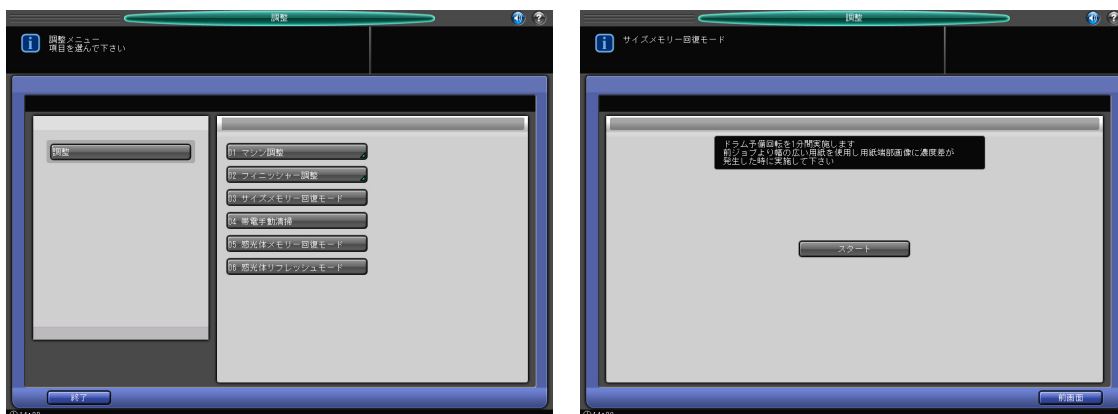 調整
調整メニュー
項目を選んで下さい
調整
01 マシン調整
02 フィニッシャー調整
03 サイズメモリー回復モード
04 帯電手動清掃
05 感光体メモリー回復モード
06 感光体リフレッシュモード
終了
調整
サイズメモリー回復モード
ドラム予備回転を1分間実施します
前ジョブより幅の広い用紙を使用し用紙端部画像に濃度差が
発生した時に実施して下さい
スタート
前画面